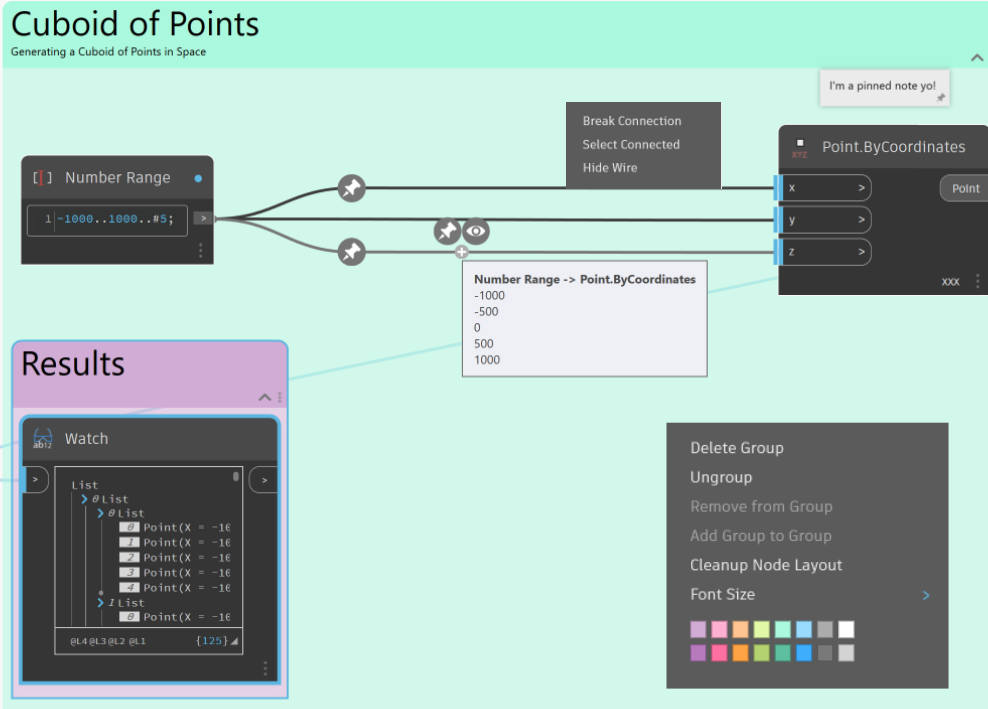 Cuboid of Points
Generating a Cuboid of Points in Space
I'm a pinned note yo!
Break Connection
Select Connected
Hide Wire
XYZ
Point.ByCoordinates
x >
y >
z >
Point
xxx
[ ] Number Range
1 -1000..1000..#5; >
Number Range -> Point.ByCoordinates
-1000
-500
0
500
1000
Results
ab12
Watch
>
>
List
0 List
0 List
0 Point(X = -10
1 Point(X = -10
2 Point(X = -10
3 Point(X = -10
4 Point(X = -10
1 List
0 Point(X = -10
@L4 @L3 @L2 @L1 {125}
Delete Group
Ungroup
Remove from Group
Add Group to Group
Cleanup Node Layout
Font Size >